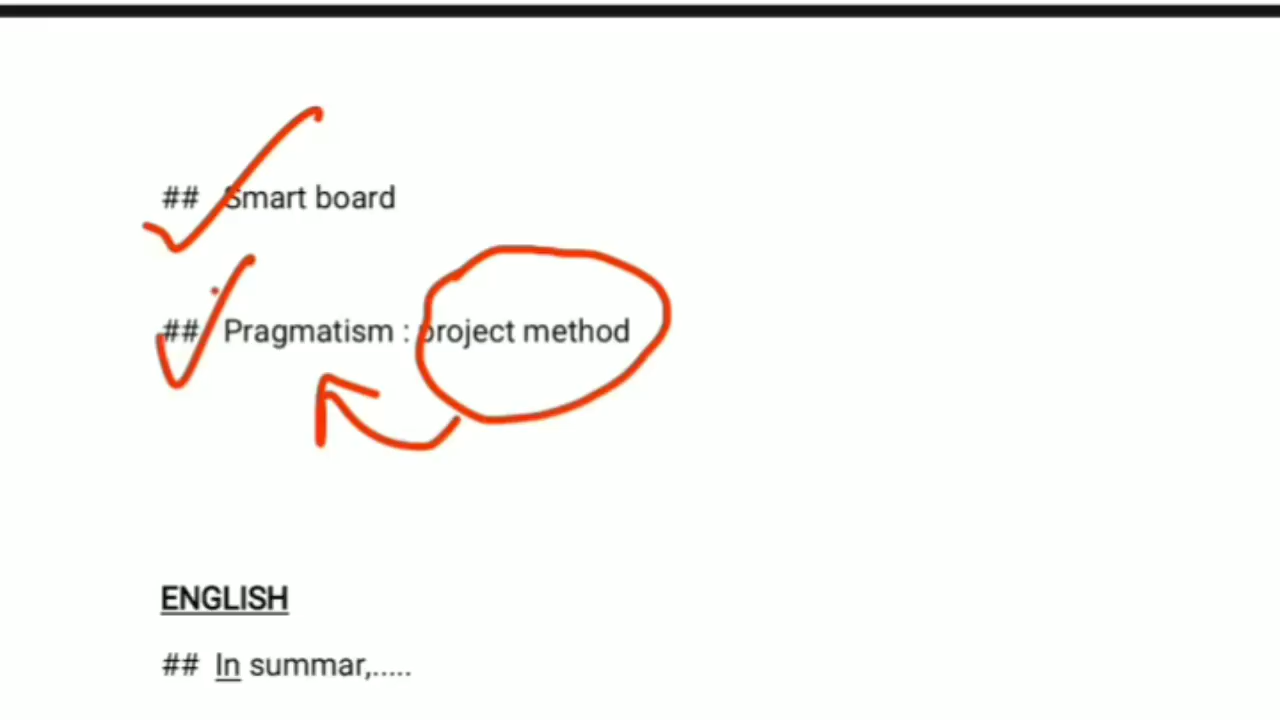 ## Smart board
## Pragmatism : project method
ENGLISH
## In summar,.....